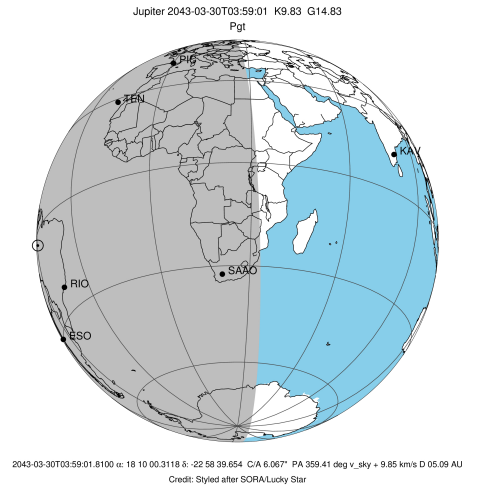 Jupiter 2043-03-30T03:59:01 K9.83 G14.83
Pgt
PIC
TEN
KAV
SAAO
RIO
ESO
2043-03-30T03:59:01.8100 α: 18 10 00.3118 δ: -22 58 39.654 C/A 6.067" PA 359.41 deg v_sky + 9.85 km/s D 05.09 AU
Credit: Styled after SORA/Lucky Star